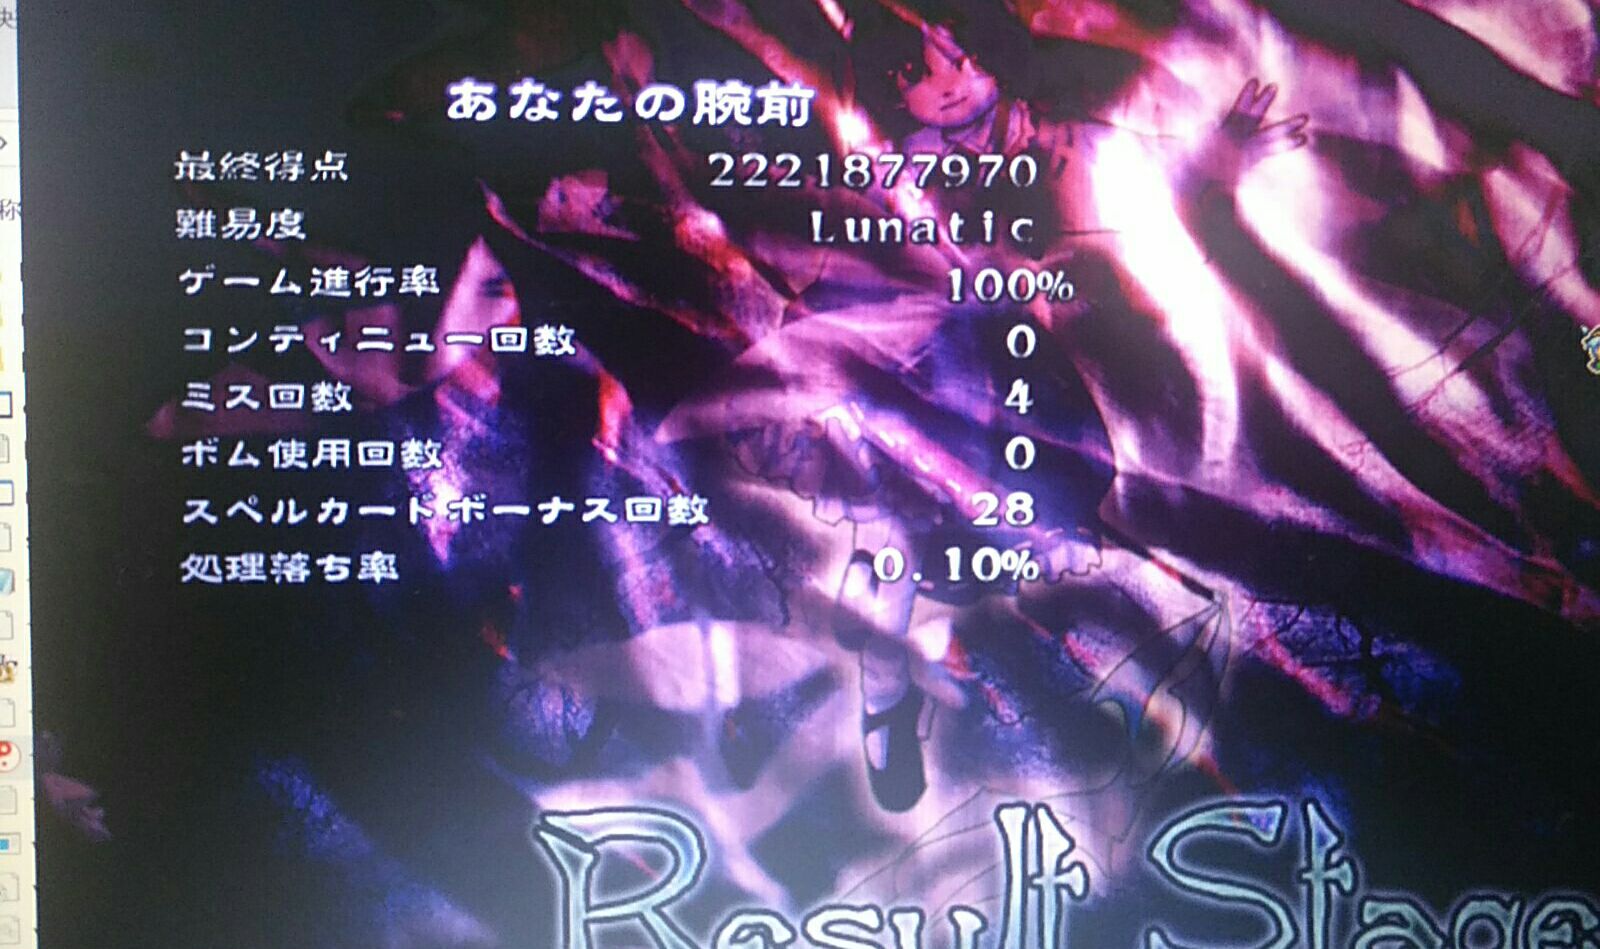 あなたの腕前
最終得点 2221877970
難易度 Lunatic
ゲーム進行率 100%
コンティニュー回数 0
ミス回数 4
ボム使用回数 0
スペルカードボーナス回数 28
処理落ち率 0.10%
Result Stage
称